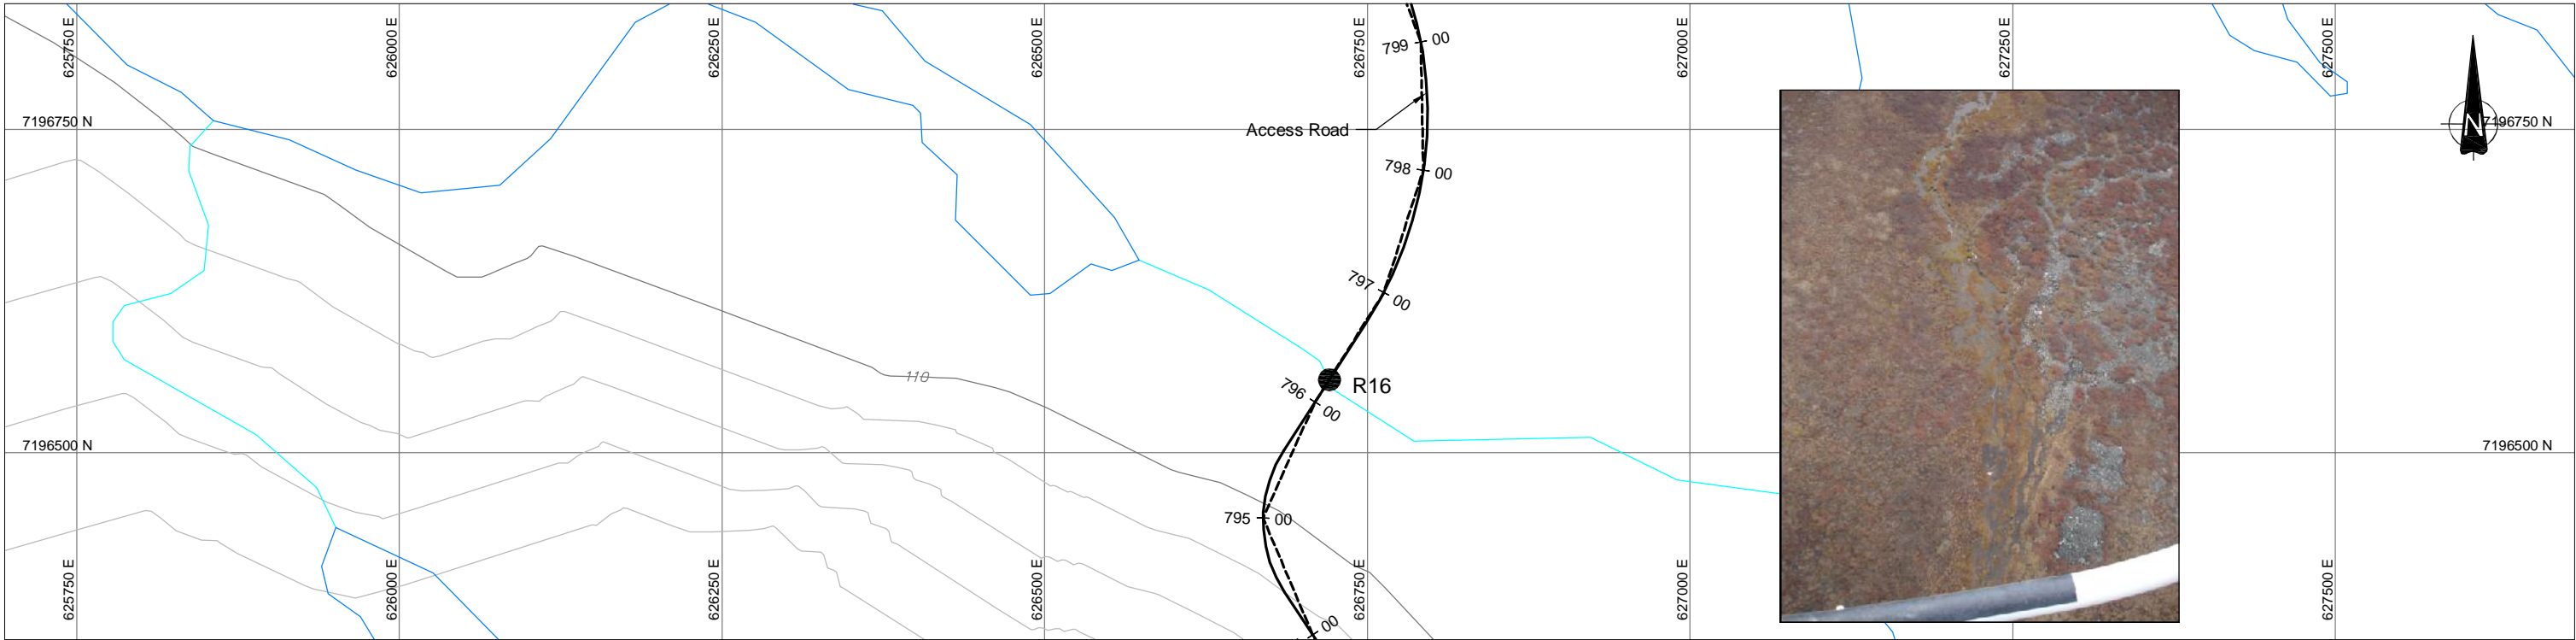 625750 E
626000 E
626250 E
626500 E
626750 E
627000 E
627250 E
627500 E
799 00
7196750 N
Access Road
N
7196750 N
798 00
797 00
110
R16
796 00
7196500 N
7196500 N
795 00
625750 E
626000 E
626250 E
626500 E
626750 E
627000 E
627500 E
00